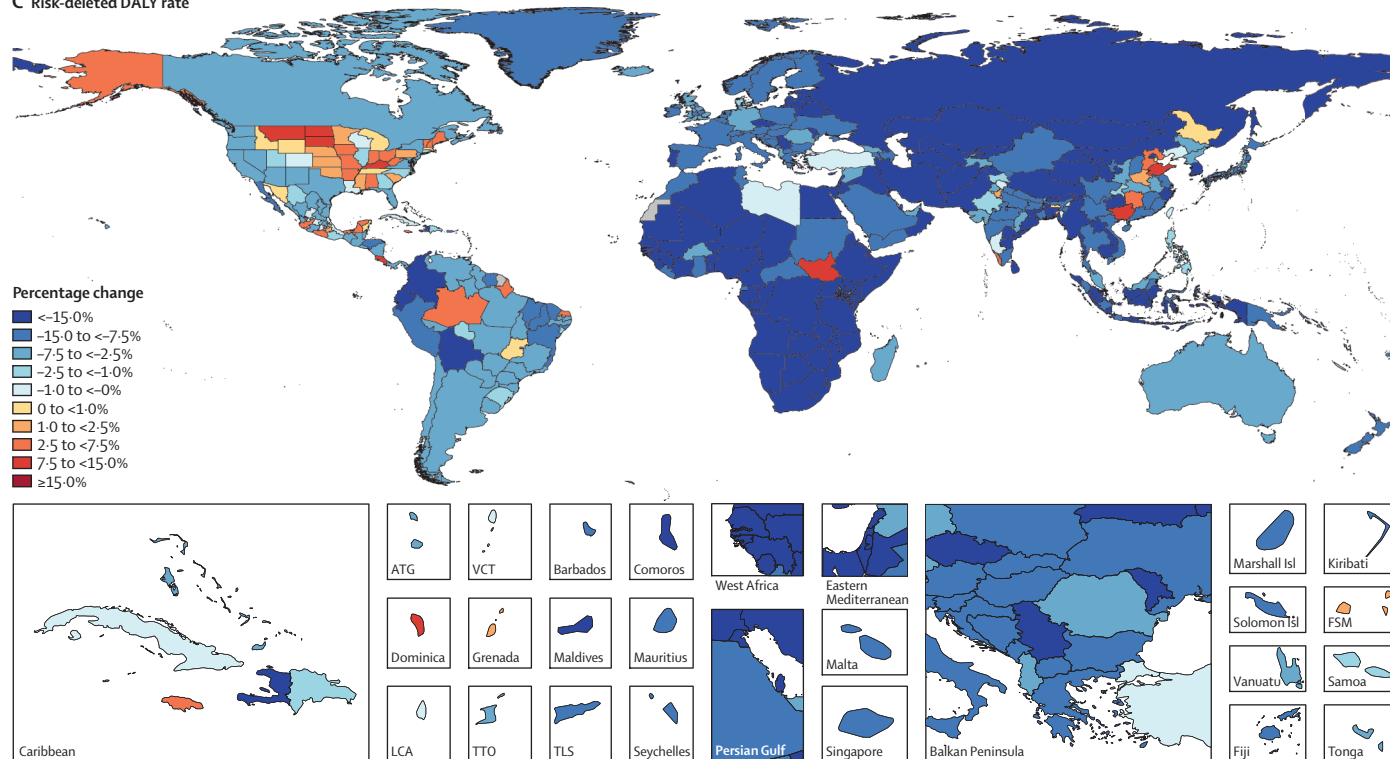 C Risk-deleted DALY rate
Percentage change
<–15·0%
–15·0 to <–7·5%
–7·5 to <–2·5%
–2·5 to <–1·0%
–1·0 to <–0%
0 to <1·0%
1·0 to <2·5%
2·5 to <7·5%
7·5 to <15·0%
≥15·0%
Caribbean
ATG
VCT
Barbados
Comoros
West Africa
Eastern
Mediterranean
Marshall Isl
Kiribati
Dominica
Grenada
Maldives
Mauritius
Malta
Solomon Isl
FSM
Vanuatu
Samoa
LCA
TTO
TLS
Seychelles
Persian Gulf
Singapore
Balkan Peninsula
Fiji
Tonga